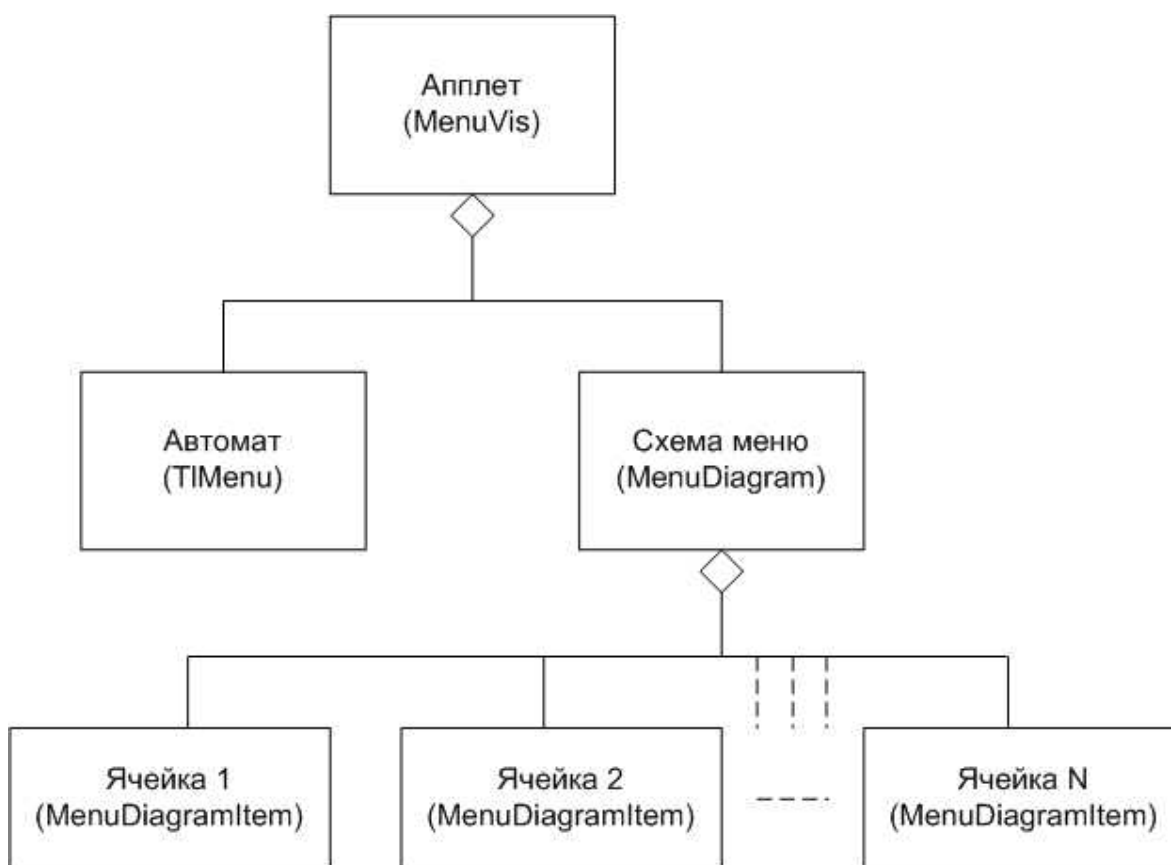 Апплет
(MenuVis)
Автомат
(TIMenu)
Схема меню
(MenuDiagram)
Ячейка 1
(MenuDiagramItem)
Ячейка 2
(MenuDiagramItem)
Ячейка N
(MenuDiagramItem)